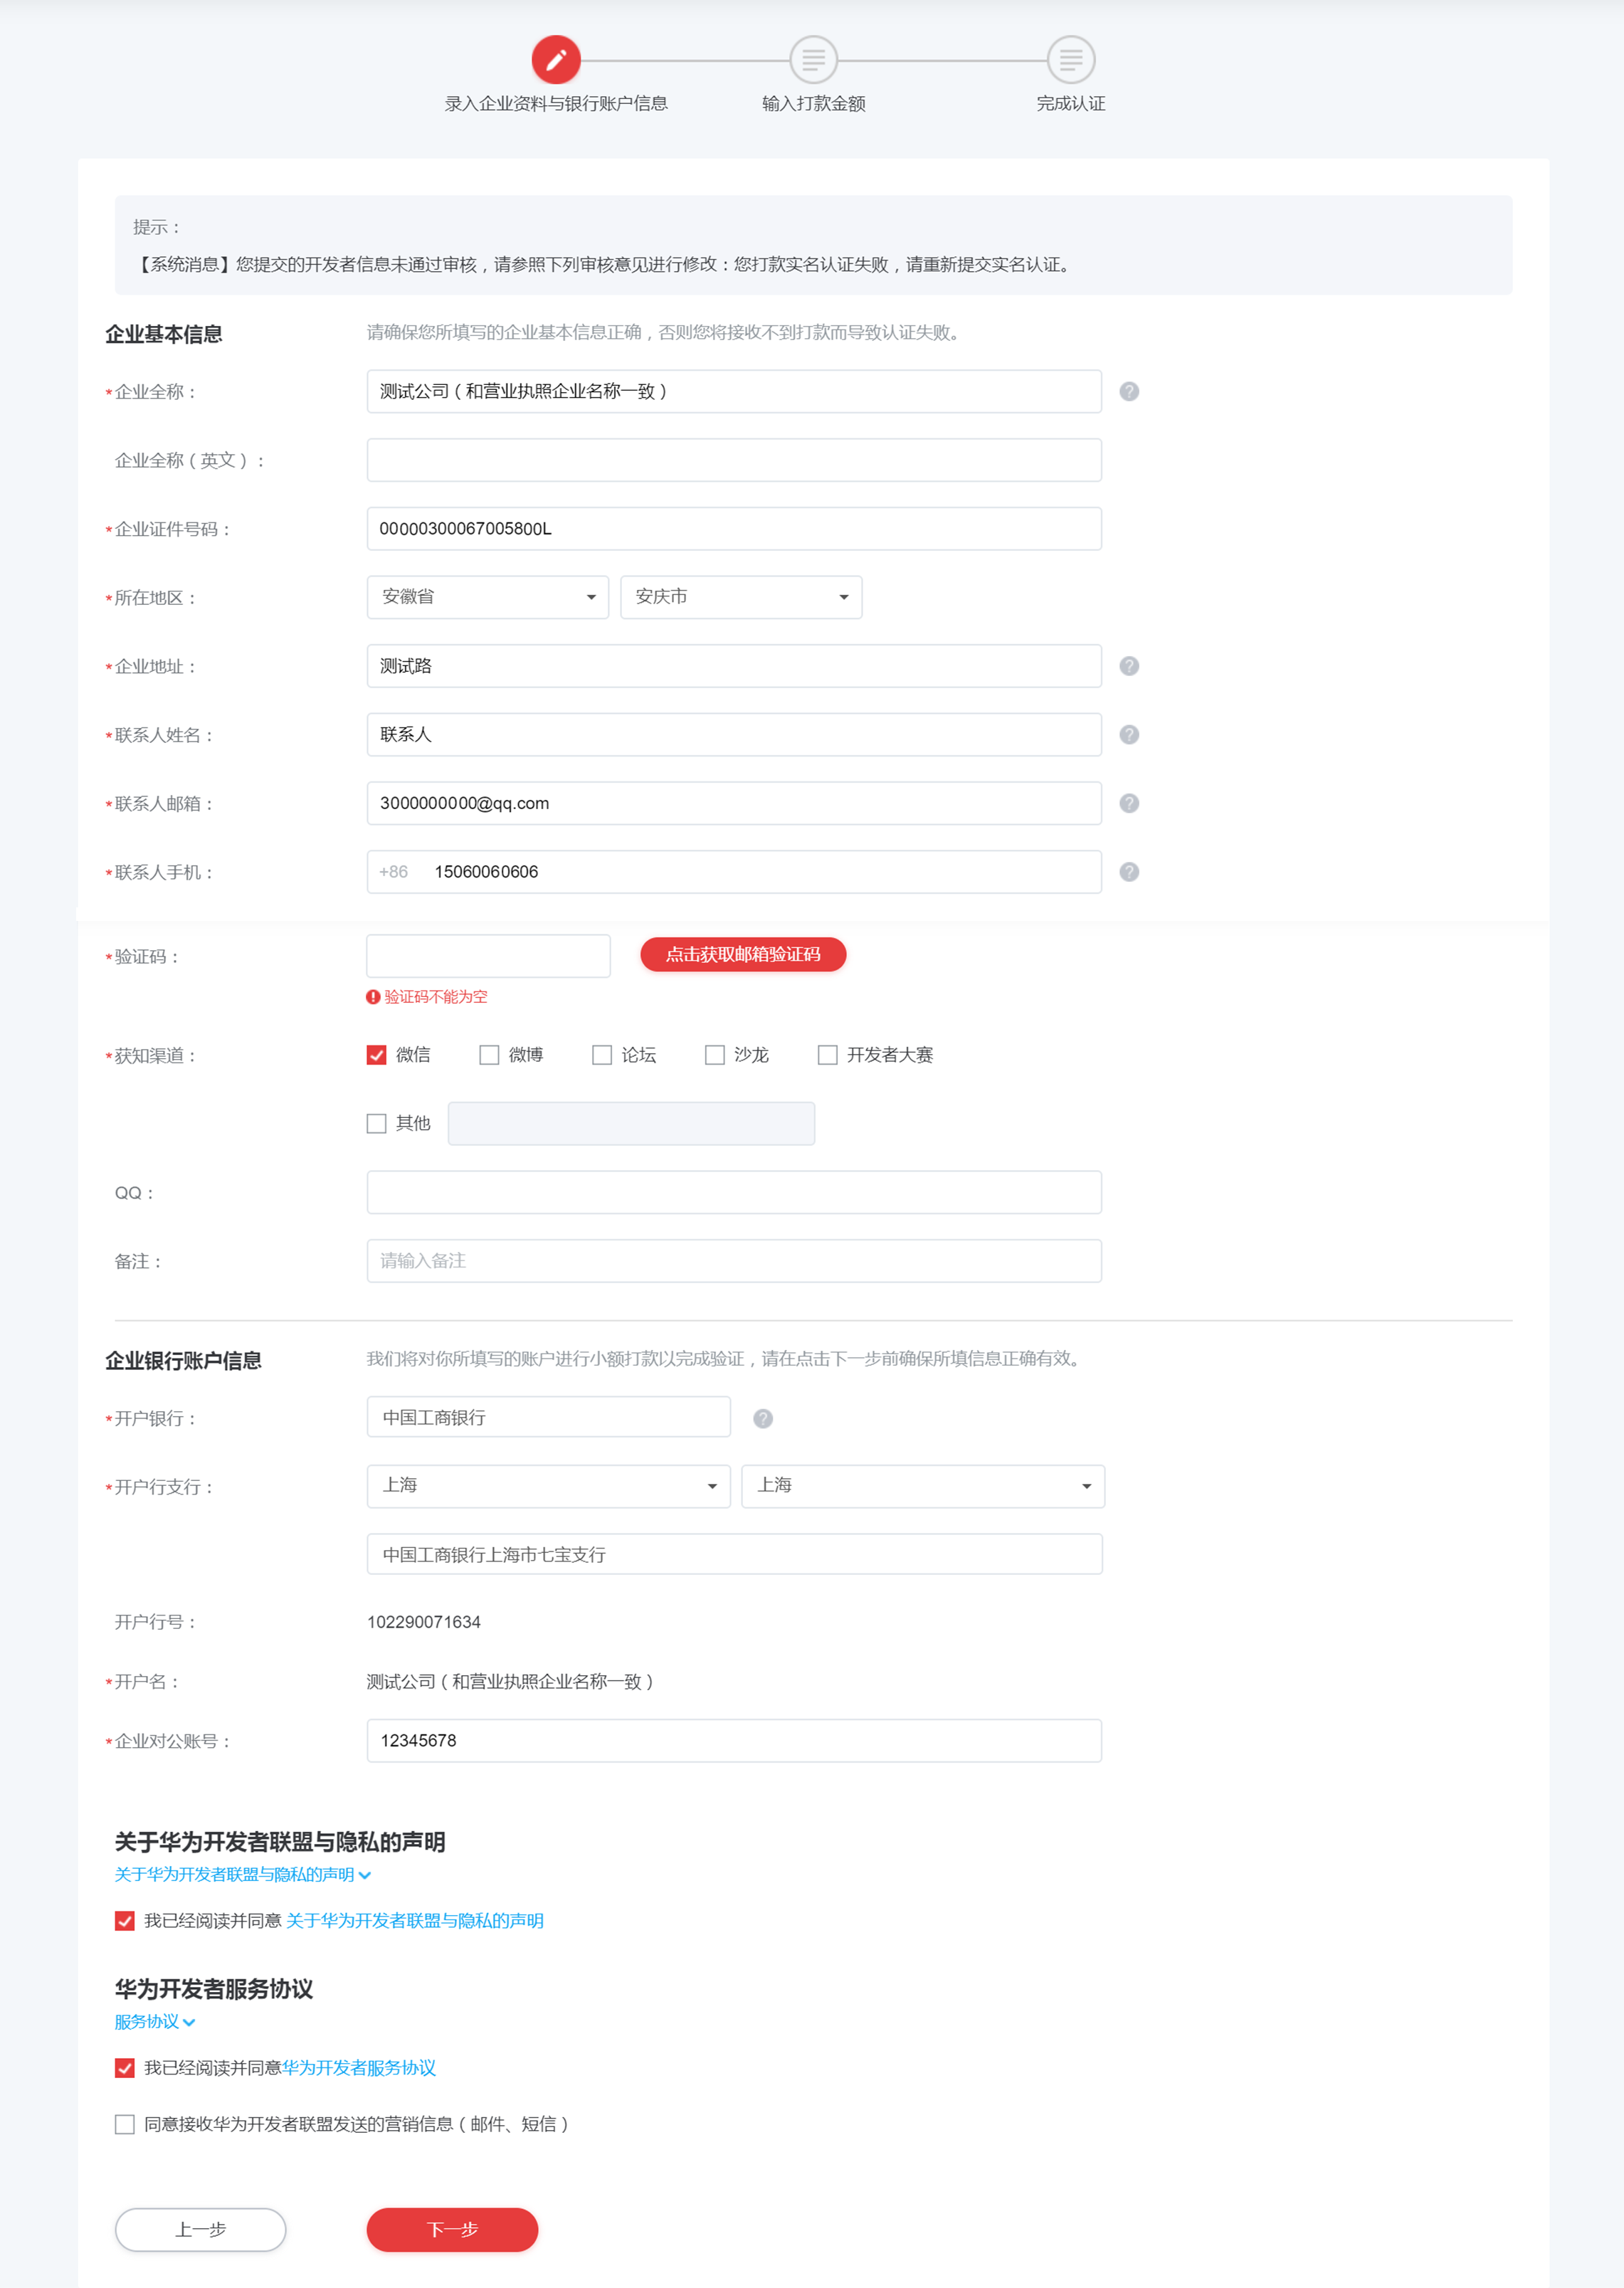 录入企业资料与银行账户信息 输入打款金额 完成认证
提示：
【系统消息】您提交的开发者信息未通过审核，请参照下列审核意见进行修改：您打款实名认证失败，请重新提交实名认证。
企业基本信息 请确保您所填写的企业基本信息正确，否则您将接收不到打款而导致认证失败。
*企业全称： 测试公司（和营业执照企业名称一致） ?
企业全称（英文）：
*企业证件号码： 00000300067005800L
*所在地区： 安徽省 安庆市
*企业地址： 测试路 ?
*联系人姓名： 联系人 ?
*联系人邮箱： 3000000000@qq.com ?
*联系人手机： +86 15060060606 ?
*验证码： 点击获取邮箱验证码
验证码不能为空
*获知渠道： 微信 微博 论坛 沙龙 开发者大赛
其他
QQ：
备注： 请输入备注
企业银行账户信息 我们将对你所填写的账户进行小额打款以完成验证，请在点击下一步前确保所填信息正确有效。
*开户银行： 中国工商银行 ?
*开户行支行： 上海 上海
中国工商银行上海市七宝支行
开户行号： 102290071634
*开户名： 测试公司（和营业执照企业名称一致）
*企业对公账号： 12345678
关于华为开发者联盟与隐私的声明
关于华为开发者联盟与隐私的声明
我已经阅读并同意 关于华为开发者联盟与隐私的声明
华为开发者服务协议
服务协议
我已经阅读并同意华为开发者服务协议
同意接收华为开发者联盟发送的营销信息（邮件、短信）
上一步 下一步